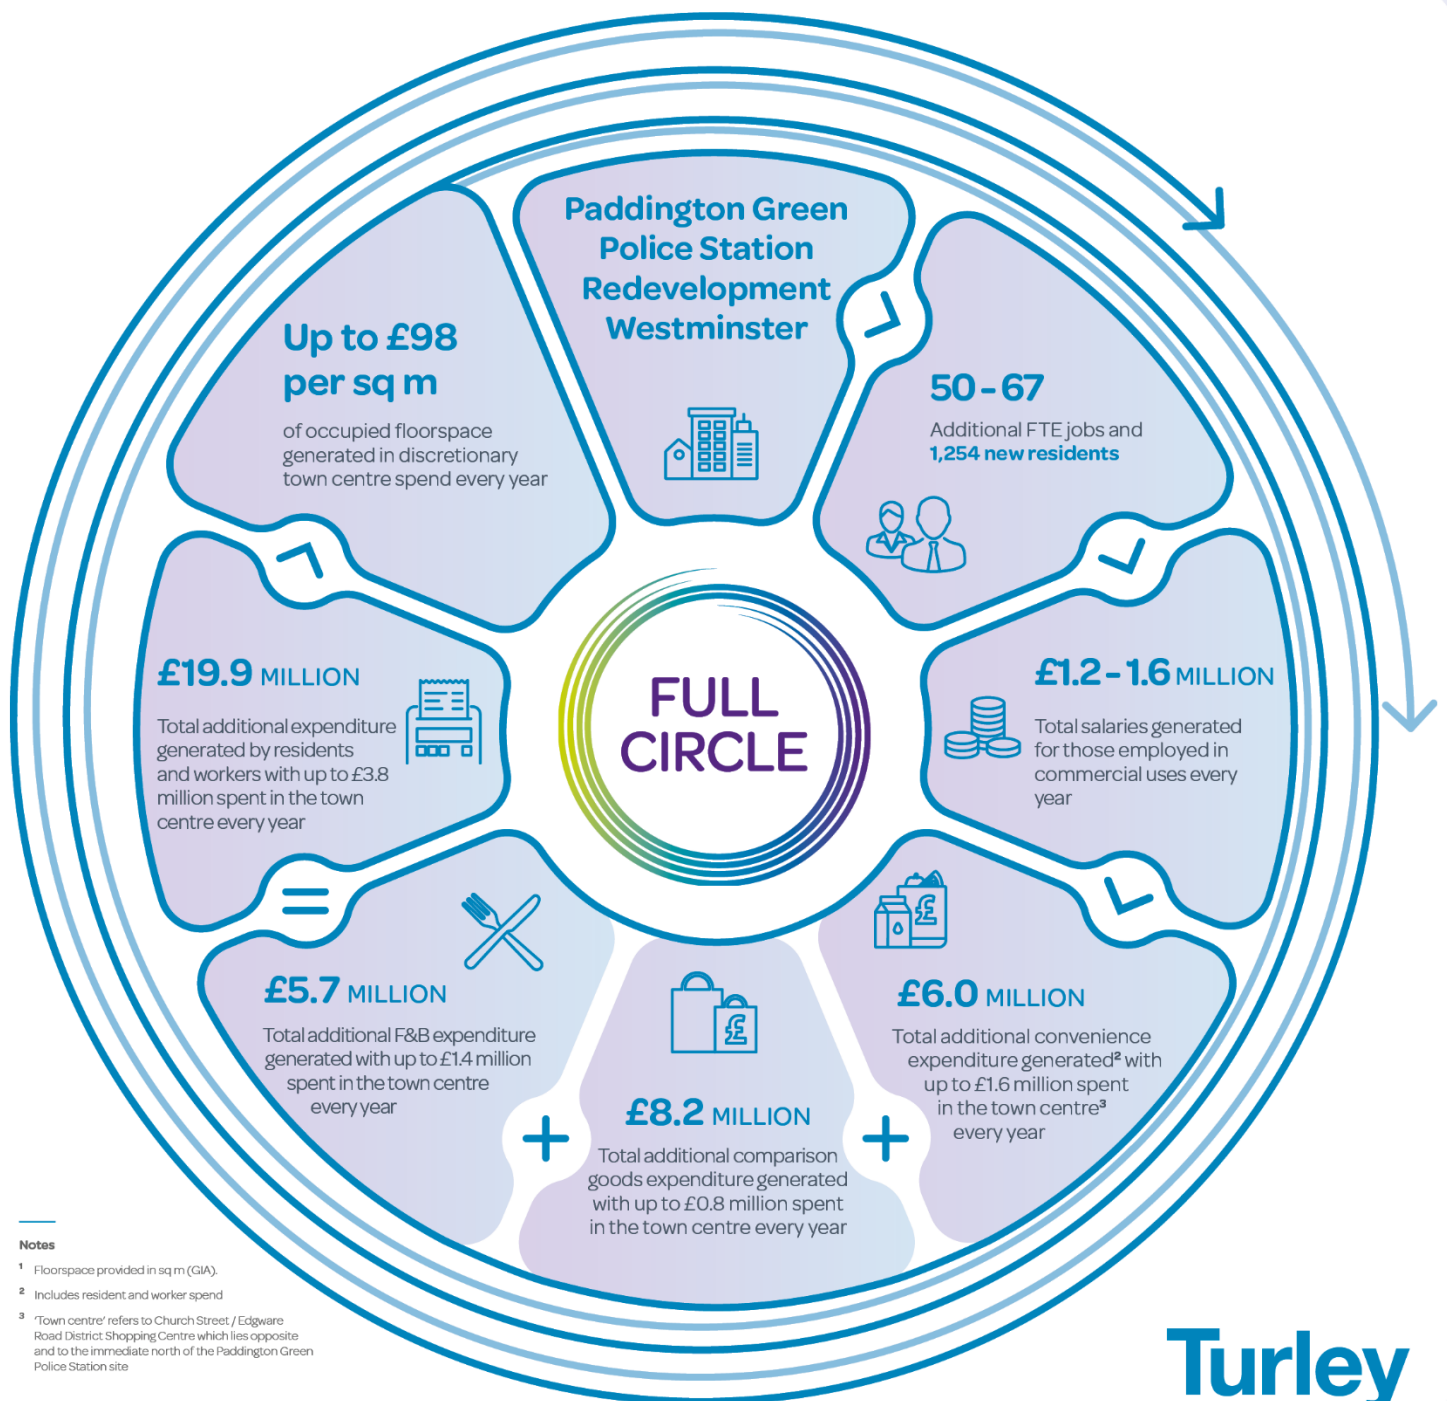 Paddington Green
Police Station
Redevelopment
Westminster
50 - 67
Additional FTE jobs and
1,254 new residents
£1.2 - 1.6 MILLION
Total salaries generated
for those employed in
commercial uses every
year
£
£6.0 MILLION
Total additional convenience
expenditure generated² with
up to £1.6 million spent
in the town centre³
every year
+
£
£8.2 MILLION
Total additional comparison
goods expenditure generated
with up to £0.8 million spent
in the town centre every year
+
£5.7 MILLION
Total additional F&B expenditure
generated with up to £1.4 million
spent in the town centre
every year
=
£19.9 MILLION
Total additional expenditure
generated by residents
and workers with up to £3.8
million spent in the town
centre every year
Up to £98
per sq m
of occupied floorspace
generated in discretionary
town centre spend every year
FULL
CIRCLE
Notes
¹ Floorspace provided in sq m (GIA).
² Includes resident and worker spend
³ 'Town centre' refers to Church Street / Edgware
Road District Shopping Centre which lies opposite
and to the immediate north of the Paddington Green
Police Station site
Turley